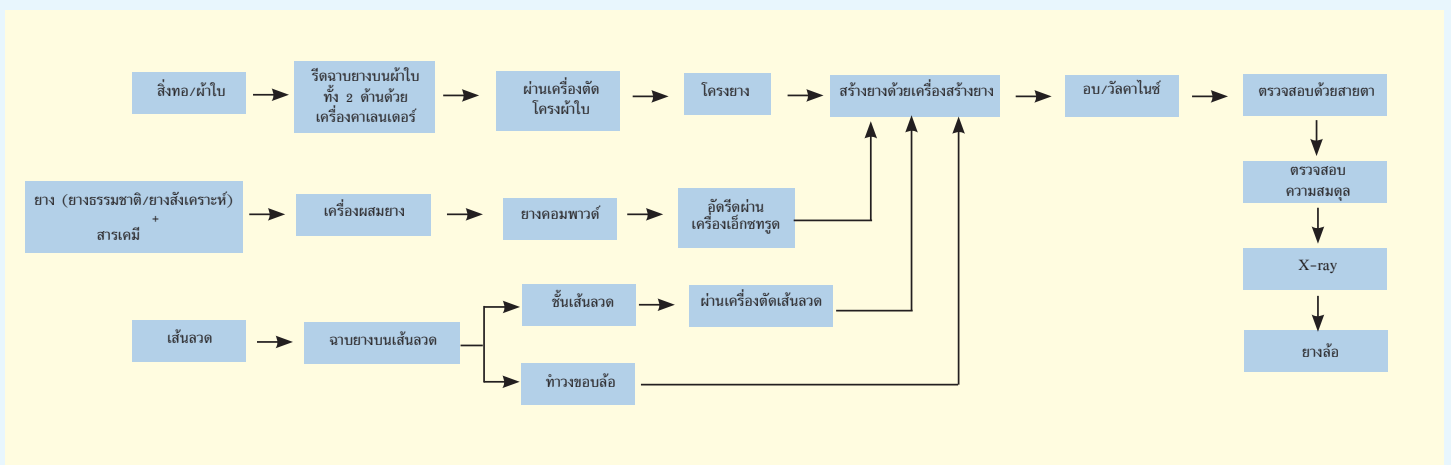 สิ่งทอ/ผ้าใบ
รีดฉาบยางบนผ้าใบ
ทั้ง 2 ด้านด้วย
เครื่องคาเลนเดอร์
ผ่านเครื่องตัด
โครงผ้าใบ
โครงยาง
สร้างยางด้วยเครื่องสร้างยาง
อบ/วัลคาไนซ์
ตรวจสอบด้วยสายตา
ตรวจสอบ
ความสมดุล
X-ray
ยางล้อ
ยาง (ยางธรรมชาติ/ยางสังเคราะห์)
+
สารเคมี
เครื่องผสมยาง
ยางคอมพาวด์
อัดรีดผ่าน
เครื่องเอ็กซทรูด
เส้นลวด
ฉาบยางบนเส้นลวด
ชั้นเส้นลวด
ผ่านเครื่องตัดเส้นลวด
ทำวงขอบล้อ